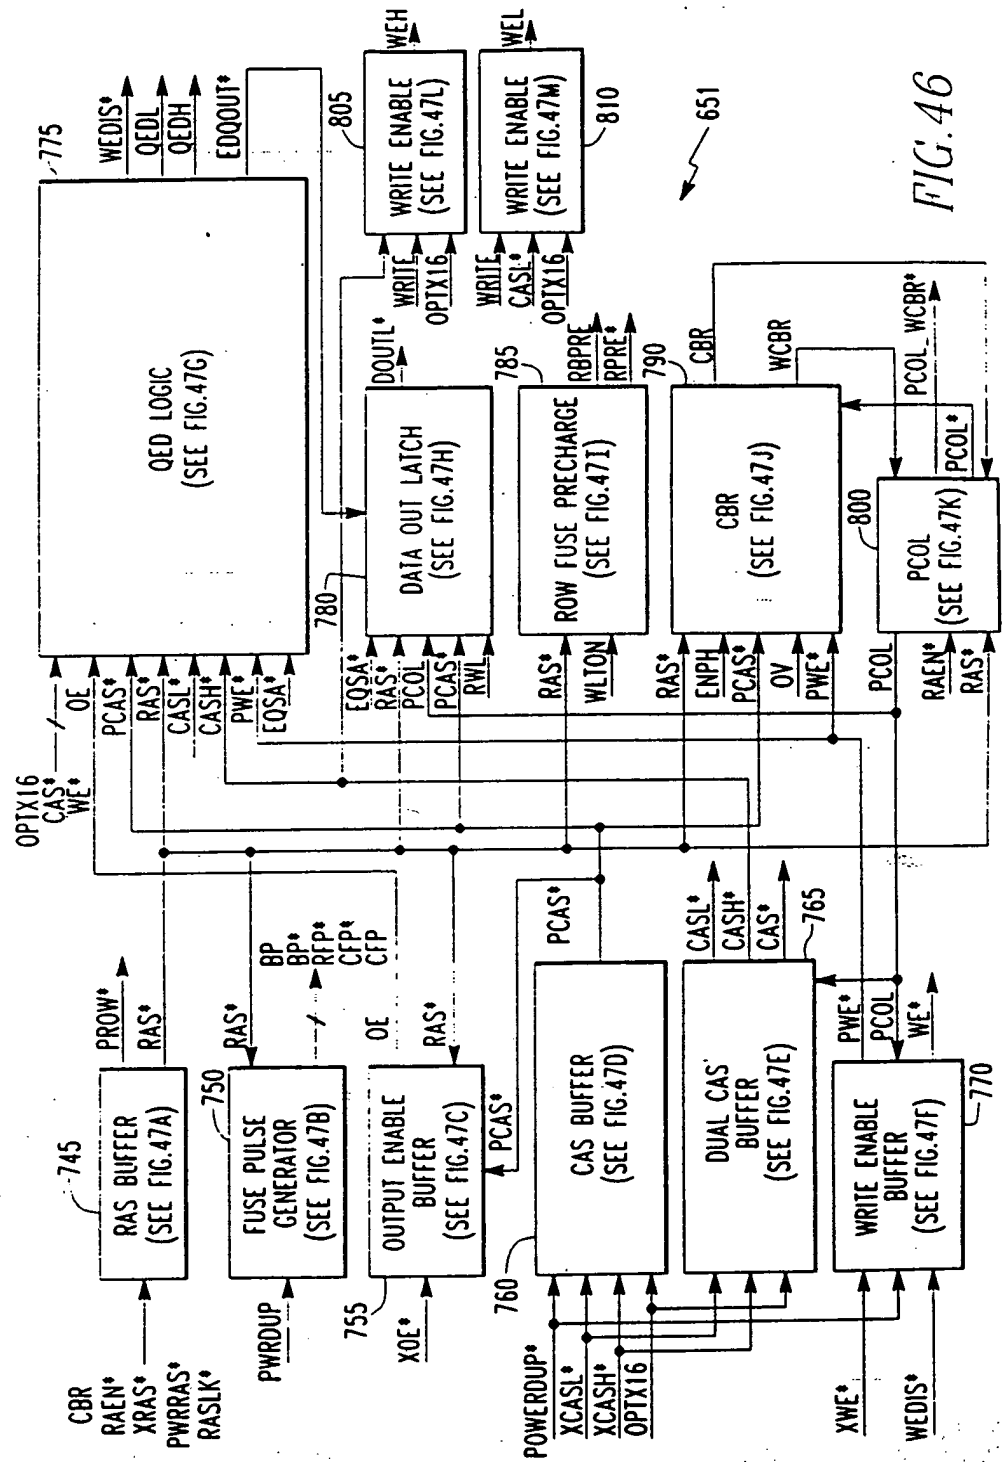 CBR
RAEN*
XRAS*
PWRRAS*
RASLK*
745
RAS BUFFER
(SEE FIG.47A)
PROW*
RAS*
PWRDUP
750
FUSE PULSE
GENERATOR
(SEE FIG.47B)
RAS*
BP
BP*
RFP*
CFP*
CFP
XOE*
755
OUTPUT ENABLE
BUFFER
(SEE FIG.47C)
OE
RAS*
PCAS*
POWERDUP*
XCASL*
XCASH*
OPTX16
760
CAS BUFFER
(SEE FIG.47D)
PCAS*
DUAL CAS
BUFFER
(SEE FIG.47E)
CASL*
CASH*
CAS*
765
XWE*
WEDIS*
WRITE ENABLE
BUFFER
(SEE FIG.47F)
PWE*
PCOL
WE*
770
OPTX16
CAS*
WE*
OE
PCAS*
RAS*
CASL*
CASH*
PWE*
EQSA*
QED LOGIC
(SEE FIG.47G)
775
WEDIS*
QEDL
QEDH
EDQOUT*
780
EQSA*
RAS*
PCOL
PCAS*
RWL
DATA OUT LATCH
(SEE FIG.47H)
DOUTL*
RAS*
WLTON
ROW FUSE PRECHARGE
(SEE FIG.47I)
785
RBPRE
RPRE*
RAS*
ENPH
PCAS*
OV
PWE*
CBR
(SEE FIG.47J)
790
CBR
WCBR
PCOL
RAEN*
RAS*
PCOL
(SEE FIG.47K)
800
PCOL WCBR*
PCOL*
WRITE
OPTX16
WRITE ENABLE
(SEE FIG.47L)
805
WEH
WRITE
CASL*
OPTX16
WRITE ENABLE
(SEE FIG.47M)
810
WEL
651
FIG. 46